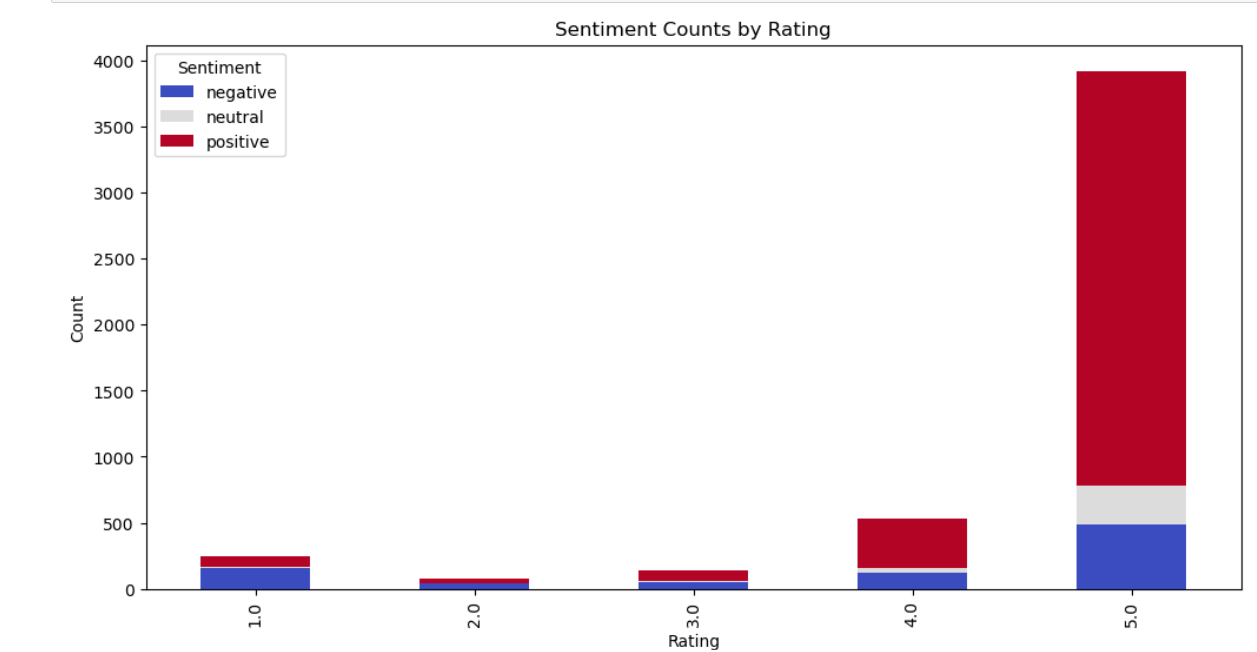 Sentiment Counts by Rating
Sentiment
negative
neutral
positive
4000
3500
3000
2500
2000
1500
1000
500
0
Count
1.0
2.0
3.0
4.0
5.0
Rating